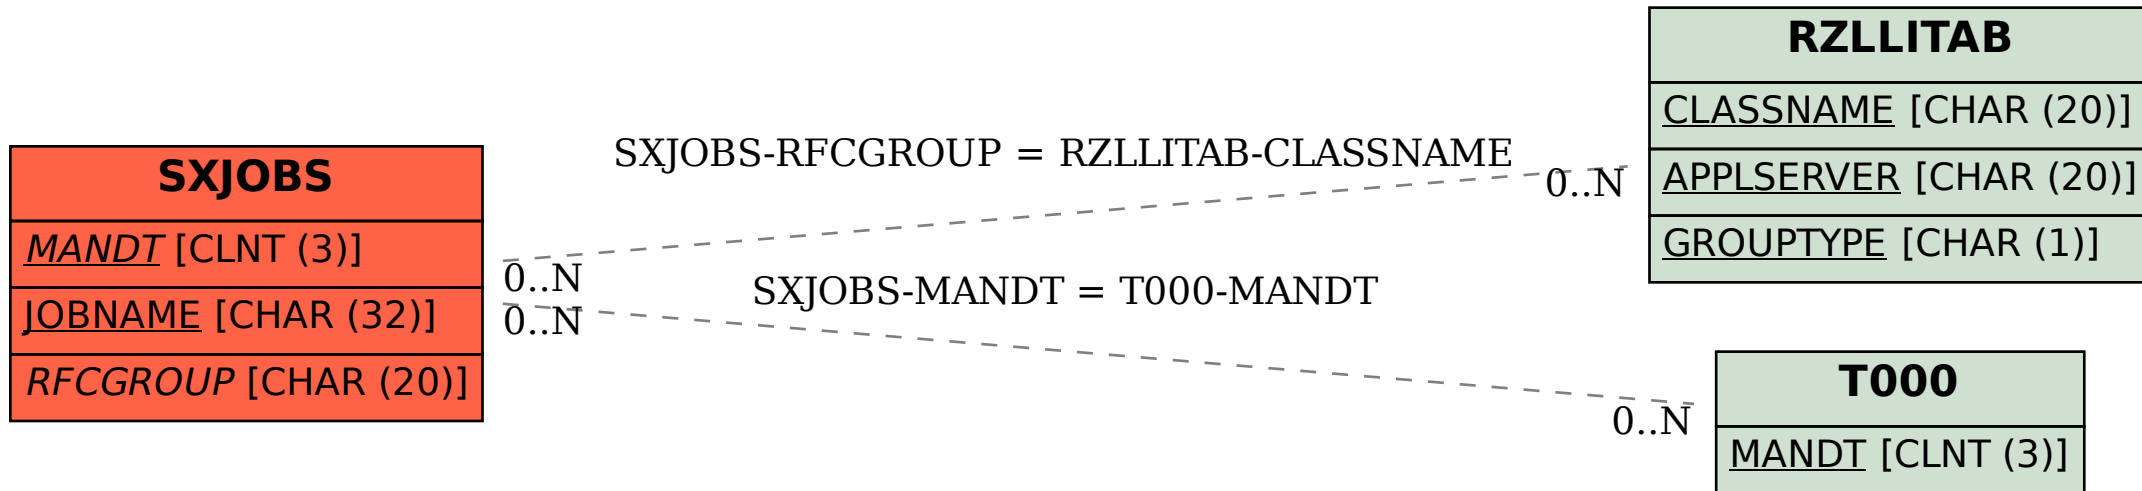 RZLLITAB
CLASSNAME [CHAR (20)]
APPLSERVER [CHAR (20)]
GROUPTYPE [CHAR (1)]
SXJOBS-RFCGROUP = RZLLITAB-CLASSNAME
0..N
SXJOBS
MANDT [CLNT (3)]
JOBNAME [CHAR (32)]
RFCGROUP [CHAR (20)]
0..N
SXJOBS-MANDT = T000-MANDT
0..N
0..N
T000
MANDT [CLNT (3)]